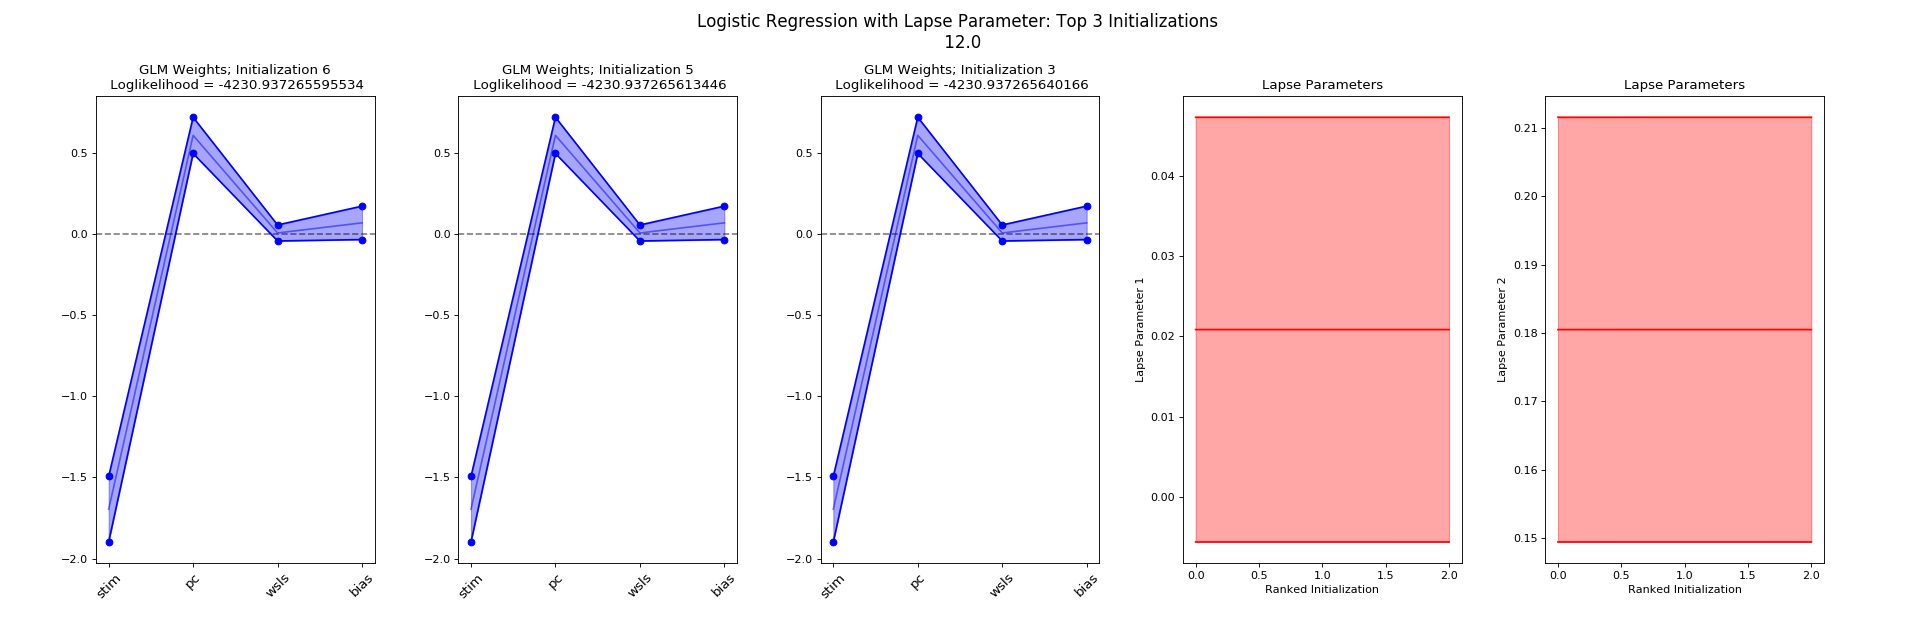 Logistic Regression with Lapse Parameter: Top 3 Initializations
12.0
GLM Weights; Initialization 6
Loglikelihood = -4230.937265595534
0.5
0.0
−0.5
−1.0
−1.5
−2.0
stim
pc
wsls
bias
GLM Weights; Initialization 5
Loglikelihood = -4230.937265613446
0.5
0.0
−0.5
−1.0
−1.5
−2.0
stim
pc
wsls
bias
GLM Weights; Initialization 3
Loglikelihood = -4230.937265640166
0.5
0.0
−0.5
−1.0
−1.5
−2.0
stim
pc
wsls
bias
Lapse Parameters
Lapse Parameter 1
0.04
0.03
0.02
0.01
0.00
0.0 0.5 1.0 1.5 2.0
Ranked Initialization
Lapse Parameters
Lapse Parameter 2
0.21
0.20
0.19
0.18
0.17
0.16
0.15
0.0 0.5 1.0 1.5 2.0
Ranked Initialization